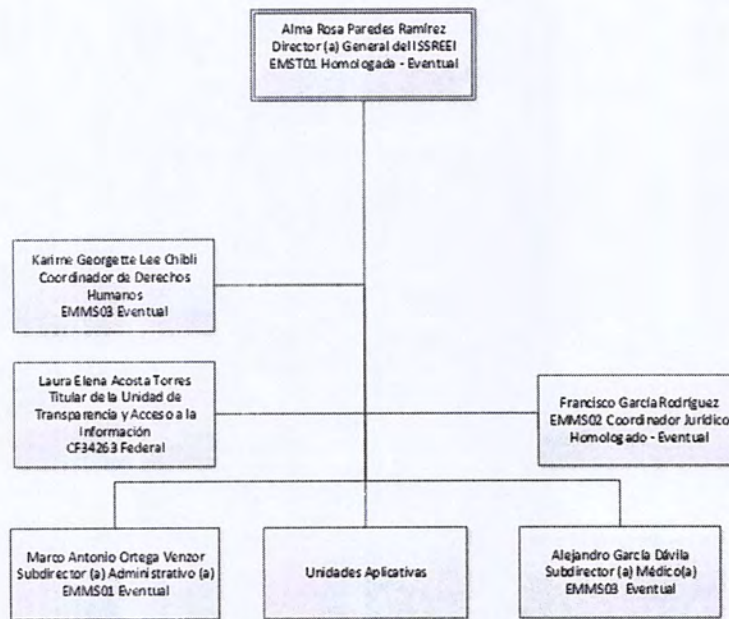 Alma Rosa Paredes Ramírez
Director (a) General del ISSREEI
EMST01 Homologada - Eventual
Karime Georgette Lee Chibli
Coordinador de Derechos
Humanos
EMMS03 Eventual
Laura Elena Acosta Torres
Titular de la Unidad de
Transparencia y Acceso a la
Información
CF34263 Federal
Francisco García Rodríguez
EMMS02 Coordinador Jurídico
Homologado - Eventual
Marco Antonio Ortega Venzor
Subdirector (a) Administrativo (a)
EMMS01 Eventual
Unidades Aplicativas
Alejandro García Dávila
Subdirector (a) Médico(a)
EMMS03 Eventual